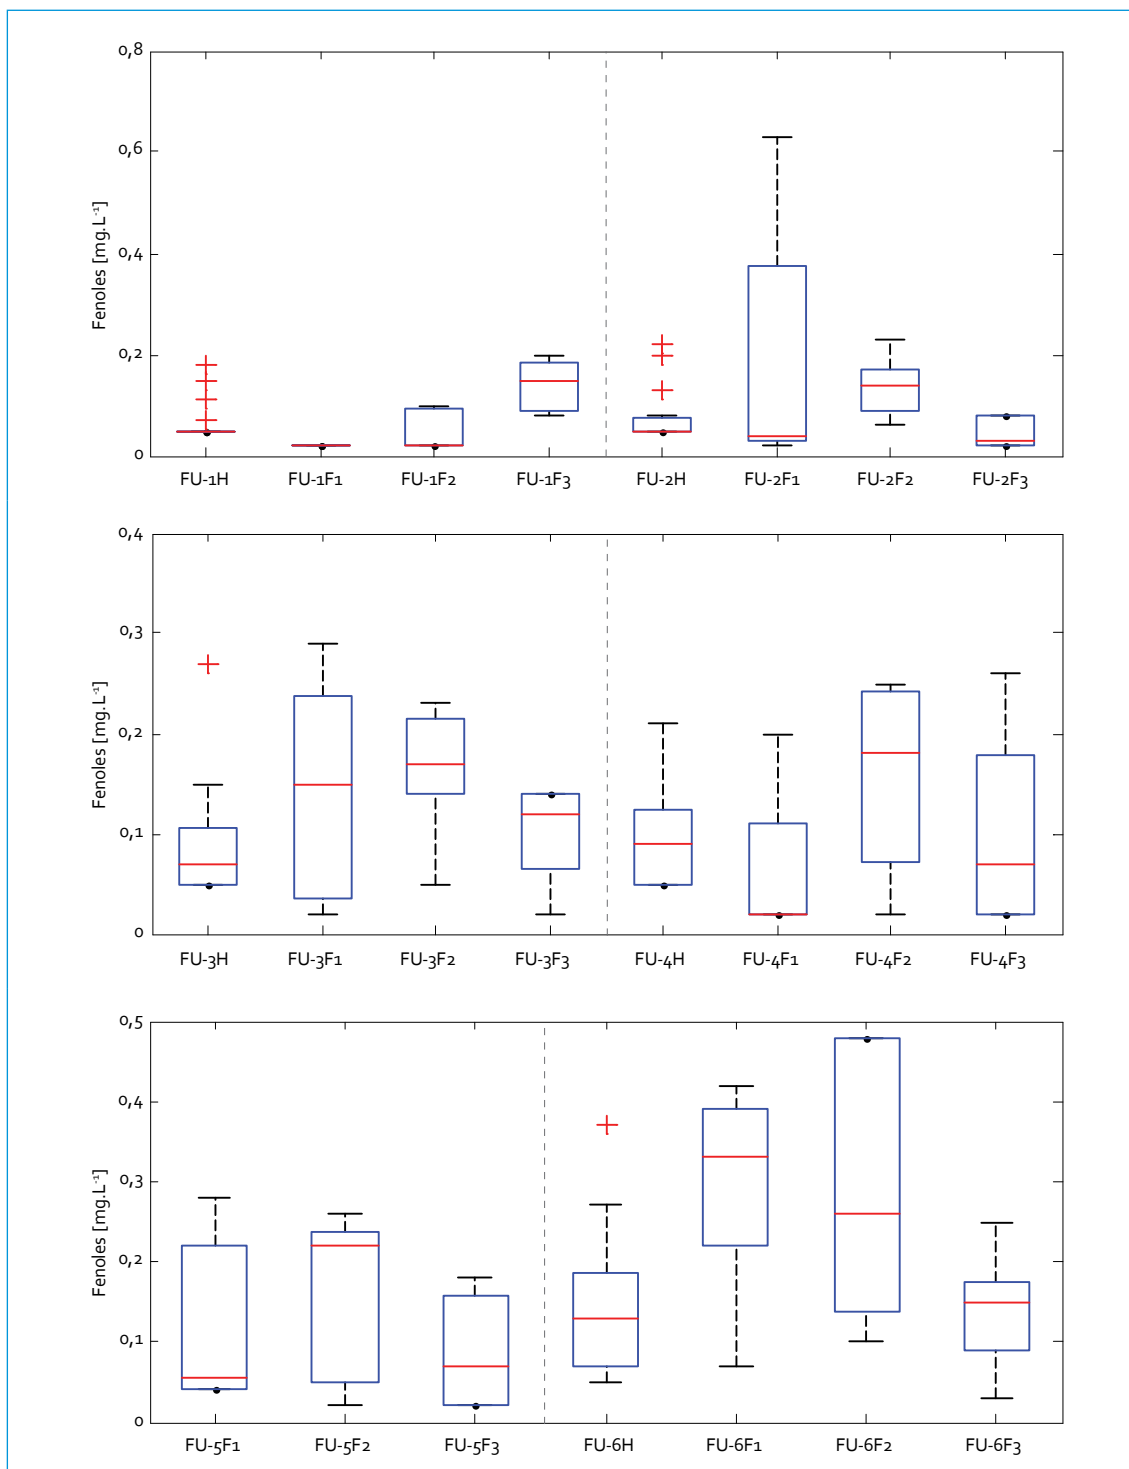 0,8
0,6
0,4
0,2
0
Fenoles [mg.L⁻¹]
FU-1H FU-1F1 FU-1F2 FU-1F3 FU-2H FU-2F1 FU-2F2 FU-2F3
0,4
0,3
0,2
0,1
0
Fenoles [mg.L⁻¹]
FU-3H FU-3F1 FU-3F2 FU-3F3 FU-4H FU-4F1 FU-4F2 FU-4F3
0,5
0,4
0,3
0,2
0,1
0
Fenoles [mg.L⁻¹]
FU-5F1 FU-5F2 FU-5F3 FU-6H FU-6F1 FU-6F2 FU-6F3